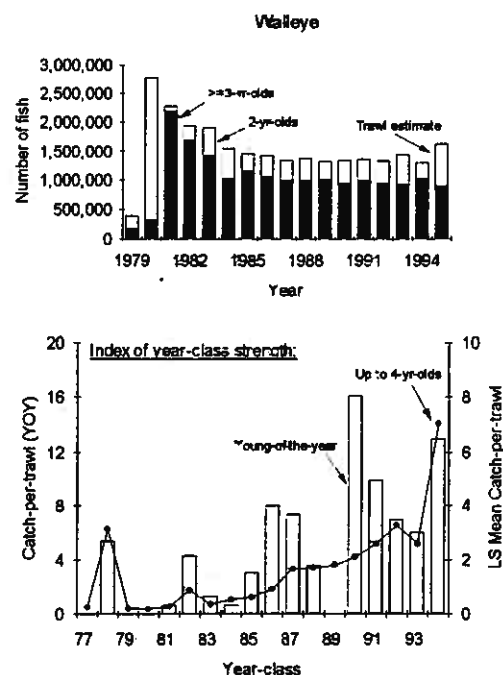 Walleye
3,000,000
2,500,000
2,000,000
1,500,000
1,000,000
500,000
0
Number of fish
>=3-yr-olds
2-yr-olds
Trawl estimate
1979 1982 1985 1988 1991 1994
Year
Index of year-class strength:
20
16
12
8
4
0
Catch-per-trawl (YOY)
Up to 4-yr-olds
Young-of-the-year
10
8
6
4
2
0
LS Mean Catch-per-trawl
77 79 81 83 85 87 89 91 93
Year-class